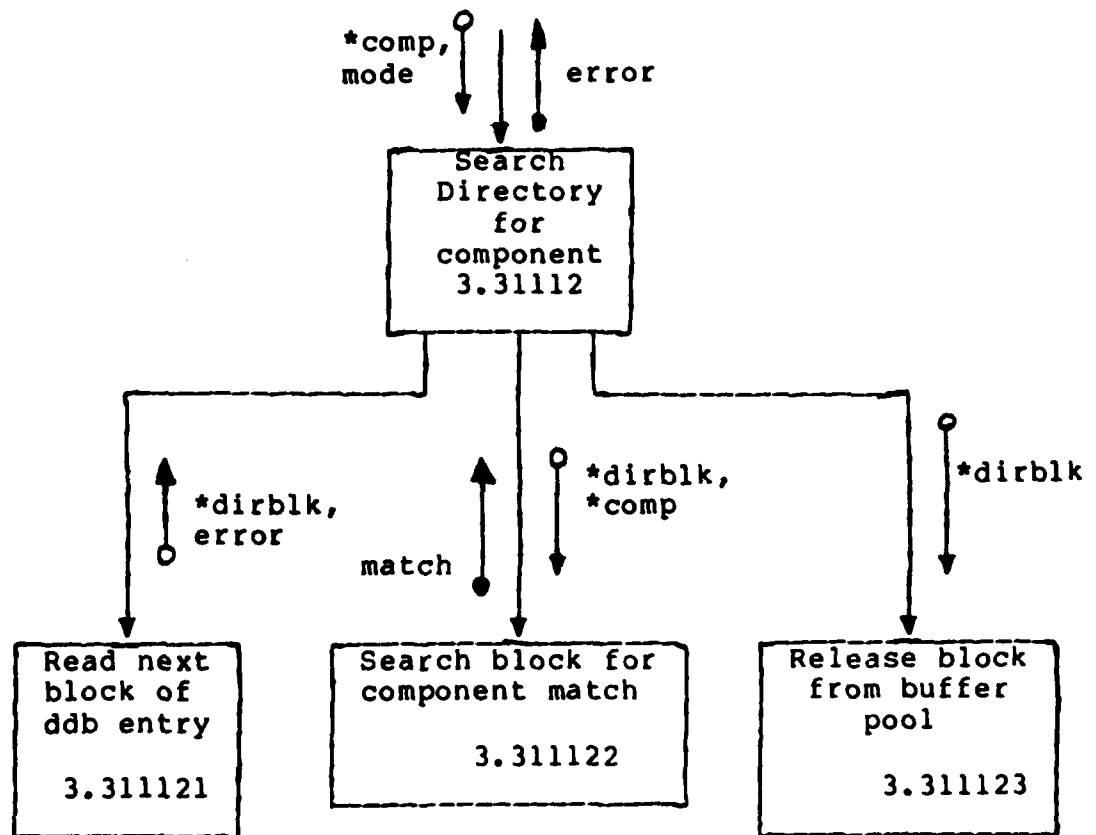 *comp,
mode
error
Search
Directory
for
component
3.31112
*dirblk,
error
match
*dirblk,
*comp
*dirblk
Read next
block of
ddb entry
3.311121
Search block for
component match
3.311122
Release block
from buffer
pool
3.311123